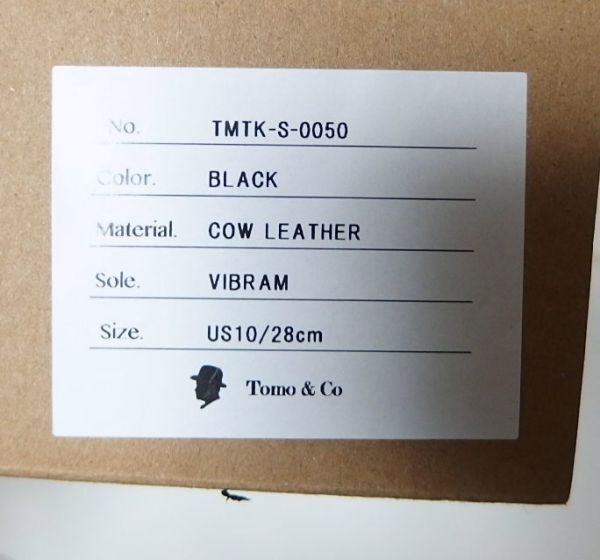 No. TMTK-S-0050
Color. BLACK
Material. COW LEATHER
Sole. VIBRAM
Size. US10/28cm
Tomo & Co